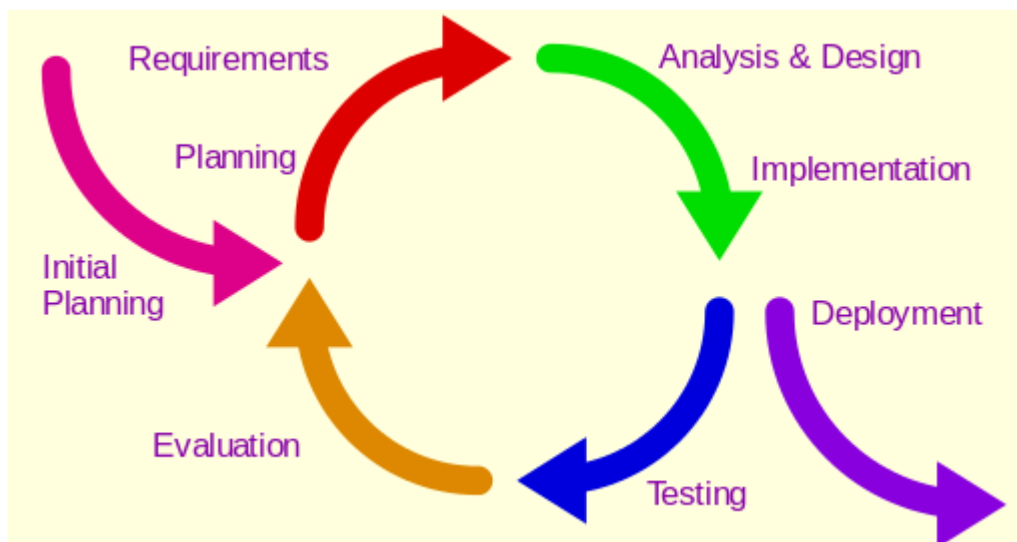 Requirements
Analysis & Design
Planning
Implementation
Initial
Planning
Deployment
Evaluation
Testing